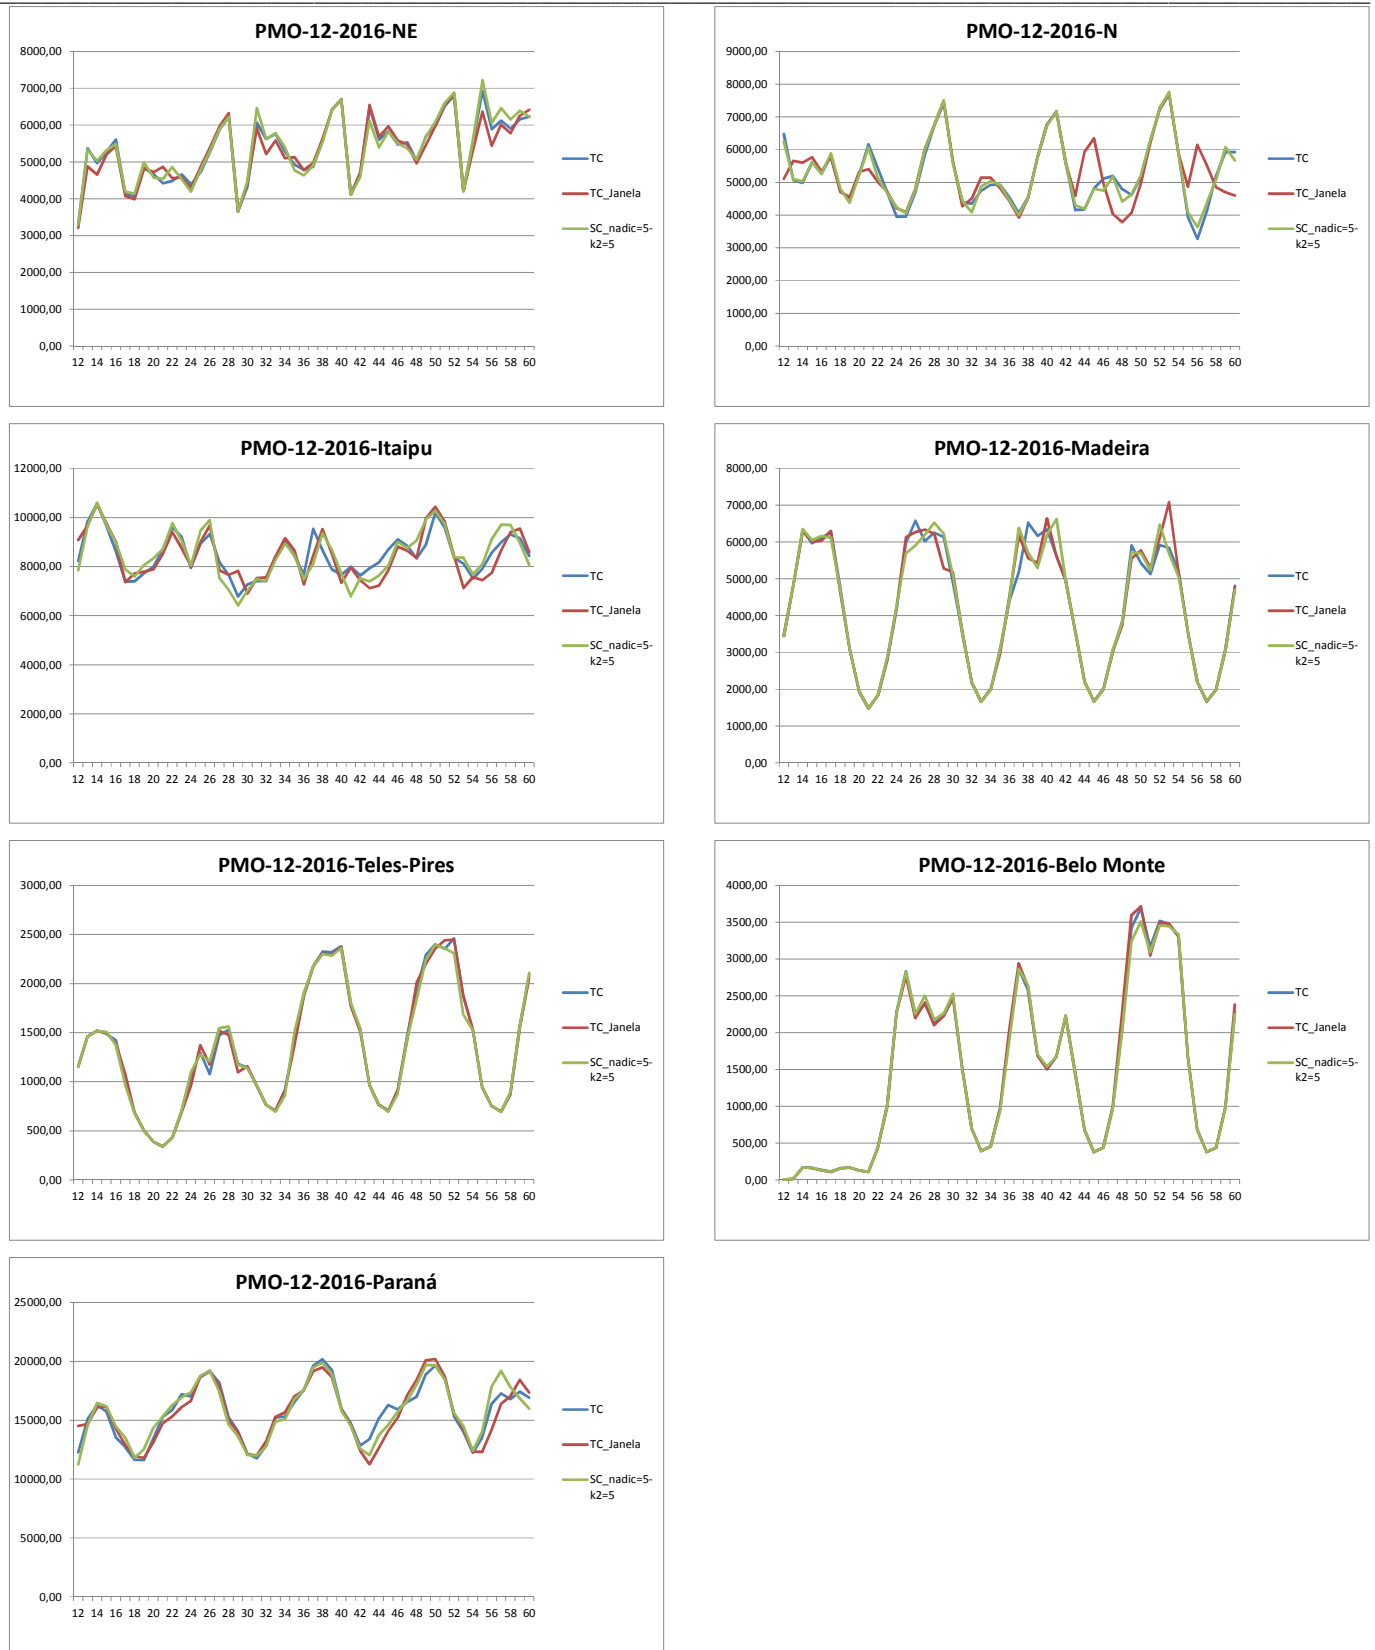 PMO-12-2016-NE
8000,00
7000,00
6000,00
5000,00
4000,00
3000,00
2000,00
1000,00
0,00
12 14 16 18 20 22 24 26 28 30 32 34 36 38 40 42 44 46 48 50 52 54 56 58 60
TC
TC_Janela
SC_nadic=5-
k2=5
PMO-12-2016-N
9000,00
8000,00
7000,00
6000,00
5000,00
4000,00
3000,00
2000,00
1000,00
0,00
12 14 16 18 20 22 24 26 28 30 32 34 36 38 40 42 44 46 48 50 52 54 56 58 60
TC
TC_Janela
SC_nadic=5-
k2=5
PMO-12-2016-Itaipu
12000,00
10000,00
8000,00
6000,00
4000,00
2000,00
0,00
12 14 16 18 20 22 24 26 28 30 32 34 36 38 40 42 44 46 48 50 52 54 56 58 60
TC
TC_Janela
SC_nadic=5-
k2=5
PMO-12-2016-Madeira
8000,00
7000,00
6000,00
5000,00
4000,00
3000,00
2000,00
1000,00
0,00
12 14 16 18 20 22 24 26 28 30 32 34 36 38 40 42 44 46 48 50 52 54 56 58 60
TC
TC_Janela
SC_nadic=5-
k2=5
PMO-12-2016-Teles-Pires
3000,00
2500,00
2000,00
1500,00
1000,00
500,00
0,00
12 14 16 18 20 22 24 26 28 30 32 34 36 38 40 42 44 46 48 50 52 54 56 58 60
TC
TC_Janela
SC_nadic=5-
k2=5
PMO-12-2016-Belo Monte
4000,00
3500,00
3000,00
2500,00
2000,00
1500,00
1000,00
500,00
0,00
12 14 16 18 20 22 24 26 28 30 32 34 36 38 40 42 44 46 48 50 52 54 56 58 60
TC
TC_Janela
SC_nadic=5-
k2=5
PMO-12-2016-Paraná
25000,00
20000,00
15000,00
10000,00
5000,00
0,00
12 14 16 18 20 22 24 26 28 30 32 34 36 38 40 42 44 46 48 50 52 54 56 58 60
TC
TC_Janela
SC_nadic=5-
k2=5